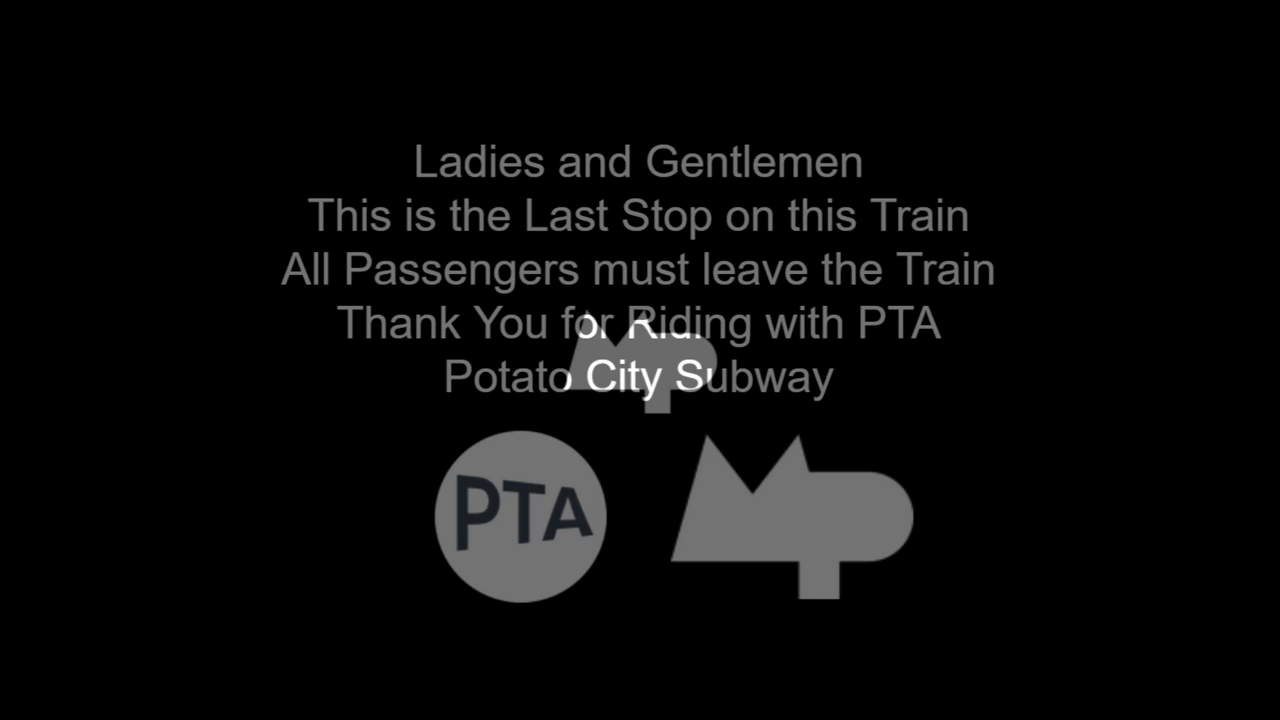 Ladies and Gentlemen
This is the Last Stop on this Train
All Passengers must leave the Train
Thank You for Riding with PTA
Potato City Subway
PTA